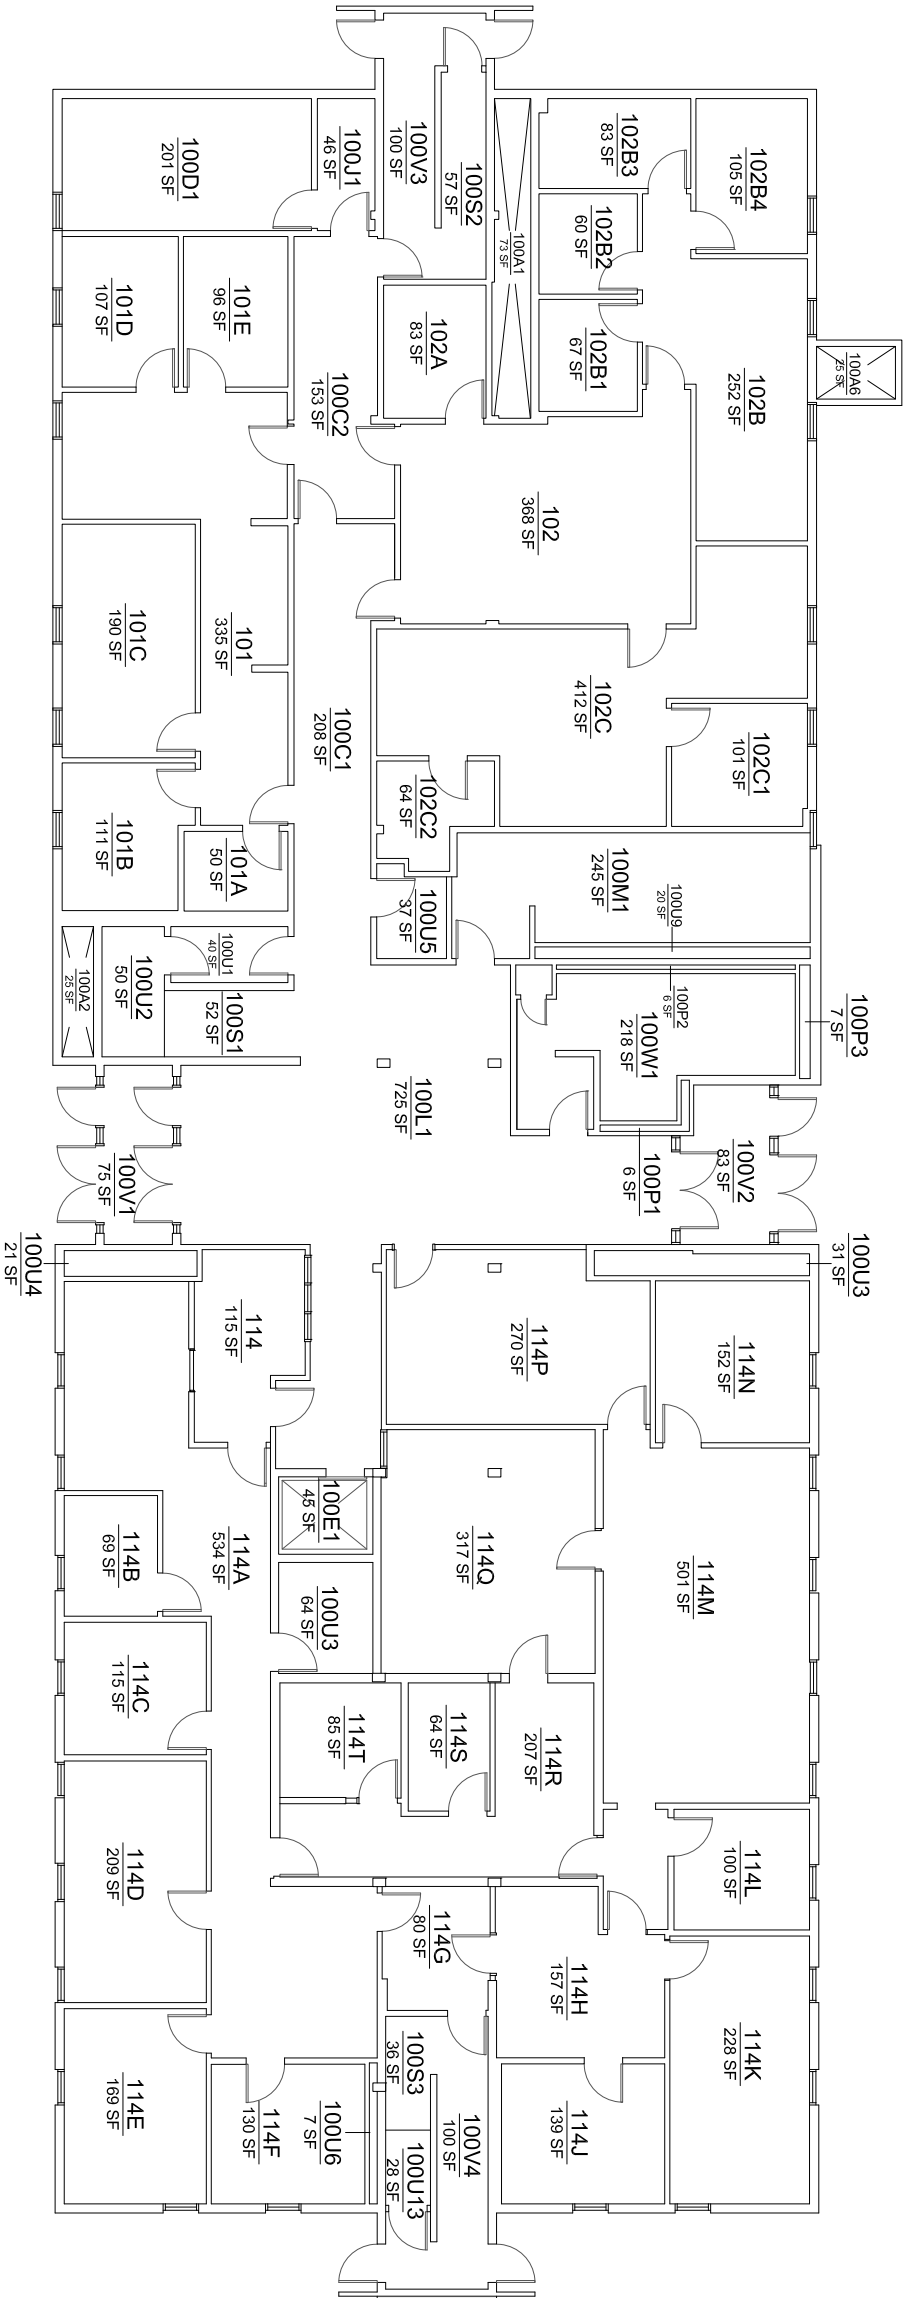 100V3
100 SF
100S2
57 SF
100J1
46 SF
100D1
201 SF
102B3
83 SF
102B4
105 SF
102B2
60 SF
100A1
73 SF
101D
107 SF
101E
96 SF
102A
83 SF
102B1
67 SF
102B
252 SF
100A6
25 SF
100C2
153 SF
102
368 SF
101C
190 SF
101
335 SF
100C1
208 SF
102C
412 SF
102C1
101 SF
102C2
64 SF
101B
111 SF
101A
50 SF
100M1
245 SF
100U5
37 SF
100U9
20 SF
100U1
40 SF
100A2
25 SF
100U2
50 SF
100S1
52 SF
100P2
6 SF
100W1
218 SF
100P3
7 SF
100L1
725 SF
100P1
6 SF
100V2
83 SF
100V1
75 SF
100U4
21 SF
100U3
31 SF
114
115 SF
114P
270 SF
114N
152 SF
100E1
45 SF
114B
69 SF
114A
534 SF
114Q
317 SF
114M
501 SF
100U3
64 SF
114C
115 SF
114T
85 SF
114S
64 SF
114R
207 SF
114D
209 SF
114L
100 SF
114G
80 SF
114H
157 SF
114K
228 SF
100S3
36 SF
114E
169 SF
114F
130 SF
100U6
7 SF
100U13
28 SF
100V4
100 SF
114J
139 SF